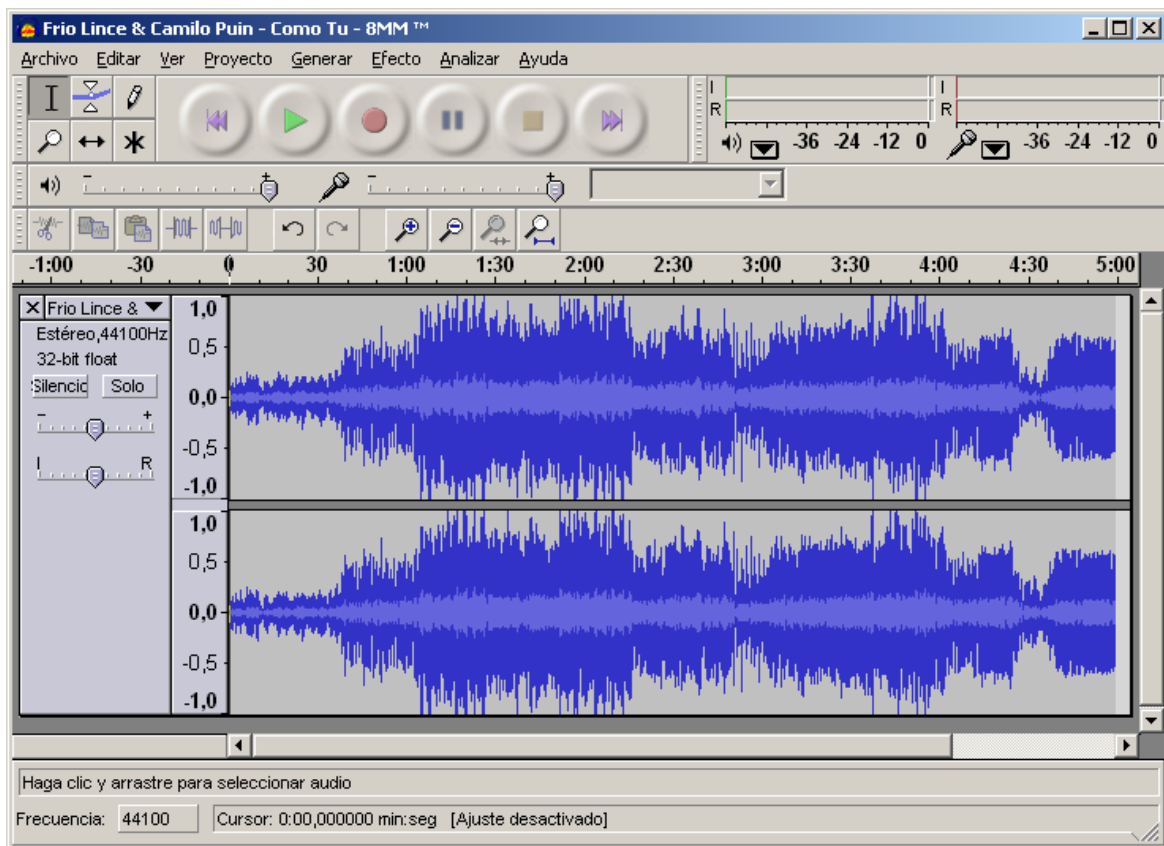 Frio Lince & Camilo Puin - Como Tu - 8MM ™
Archivo Editar Ver Proyecto Generar Efecto Analizar Ayuda
I I
R R
-36 -24 -12 0 -36 -24 -12 0
- + - +
-1:00 -30 0 30 1:00 1:30 2:00 2:30 3:00 3:30 4:00 4:30 5:00
X Frio Lince &
Estéreo,44100Hz
32-bit float
Silencio Solo
- +
I R
1,0
0,5
0,0
-0,5
-1,0
1,0
0,5
0,0
-0,5
-1,0
Haga clic y arrastre para seleccionar audio
Frecuencia: 44100 Cursor: 0:00,000000 min:seg [Ajuste desactivado]